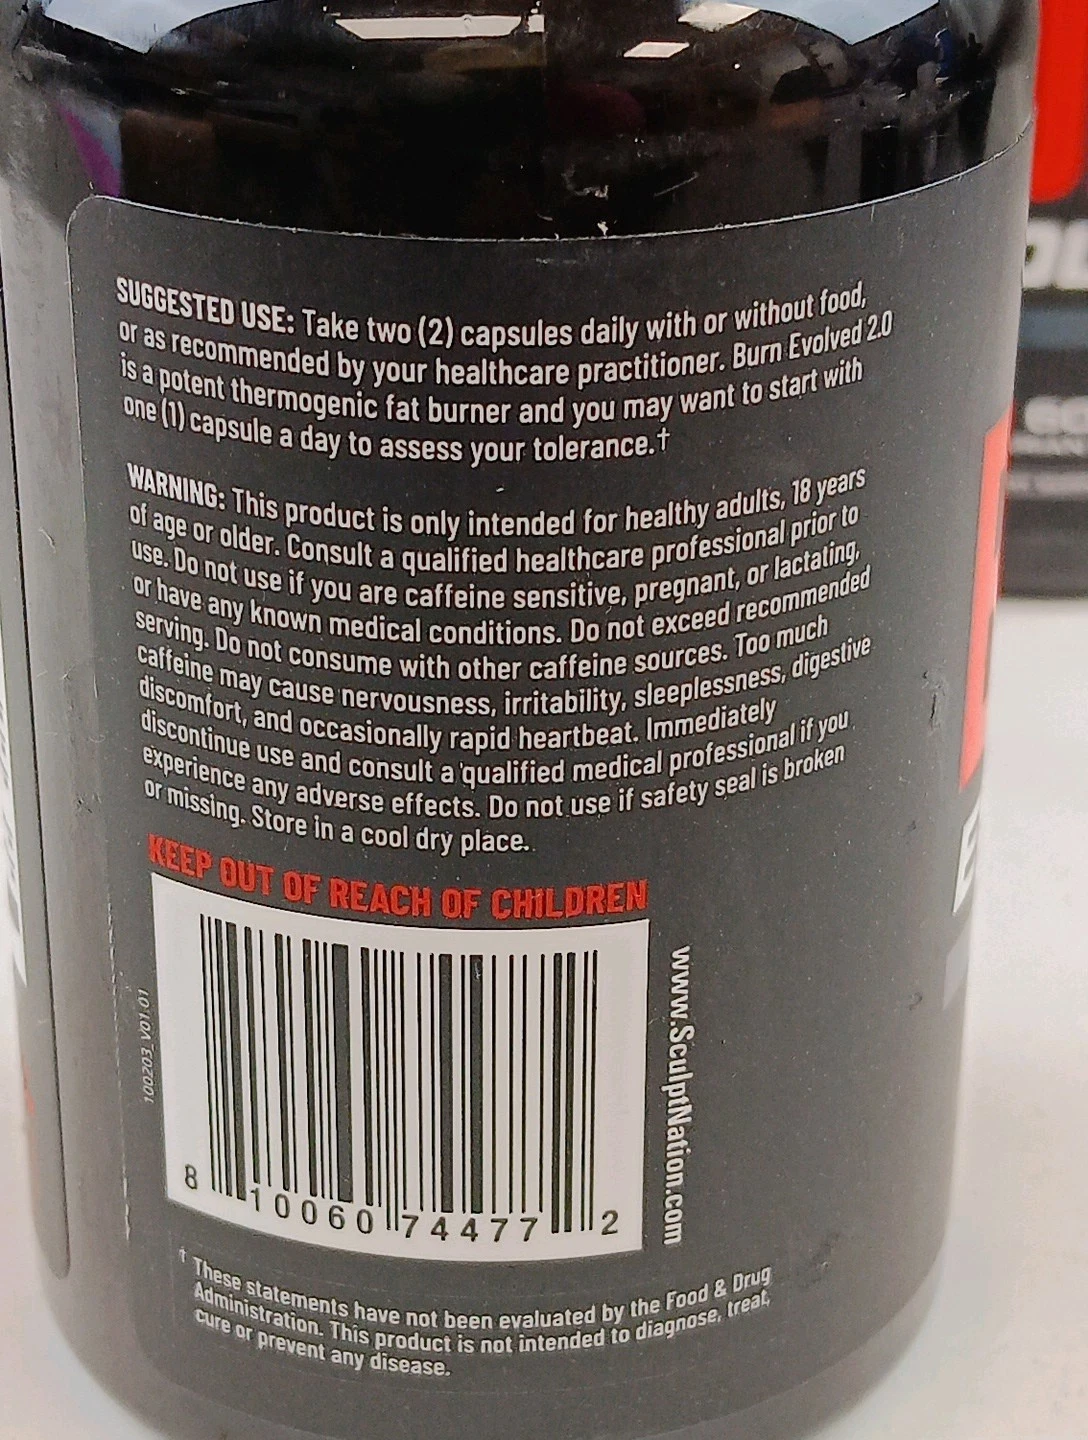 SUGGESTED USE: Take two (2) capsules daily with or without food,
or as recommended by your healthcare practitioner. Burn Evolved 2.0
is a potent thermogenic fat burner and you may want to start with
one (1) capsule a day to assess your tolerance.†
WARNING: This product is only intended for healthy adults, 18 years
of age or older. Consult a qualified healthcare professional prior to
use. Do not use if you are caffeine sensitive, pregnant, or lactating,
or have any known medical conditions. Do not exceed recommended
serving. Do not consume with other caffeine sources. Too much
caffeine may cause nervousness, irritability, sleeplessness, digestive
discomfort, and occasionally rapid heartbeat. Immediately
discontinue use and consult a qualified medical professional if you
experience any adverse effects. Do not use if safety seal is broken
or missing. Store in a cool dry place.
KEEP OUT OF REACH OF CHILDREN
100203_V01.01
8 10060 74477 2
www.SculptNation.com
† These statements have not been evaluated by the Food & Drug
Administration. This product is not intended to diagnose, treat,
cure or prevent any disease.